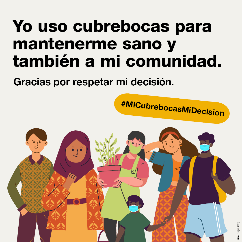 Yo uso cubrebocas para
mantenerme sano y
también a mi comunidad.
Gracias por respetar mi decisión.
#MiCubrebocasMiDecisión